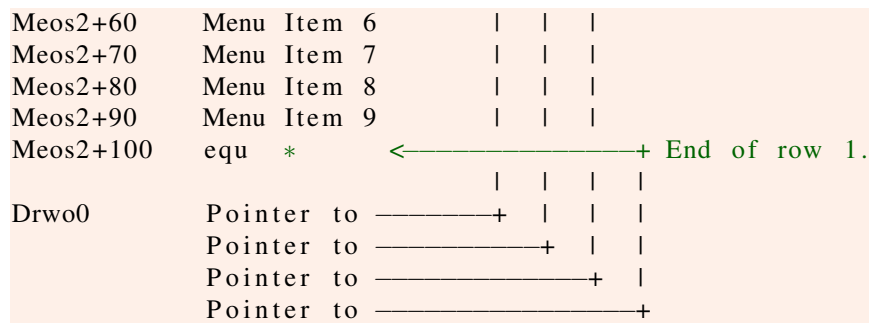 Meos2+60 Menu Item 6 | | |
Meos2+70 Menu Item 7 | | |
Meos2+80 Menu Item 8 | | |
Meos2+90 Menu Item 9 | | |
Meos2+100 equ * <——————————————+ End of row 1.
| | | |
Drwo0 Pointer to ———————+ | | |
Pointer to ——————————+ | |
Pointer to —————————————+ |
Pointer to ————————————————+